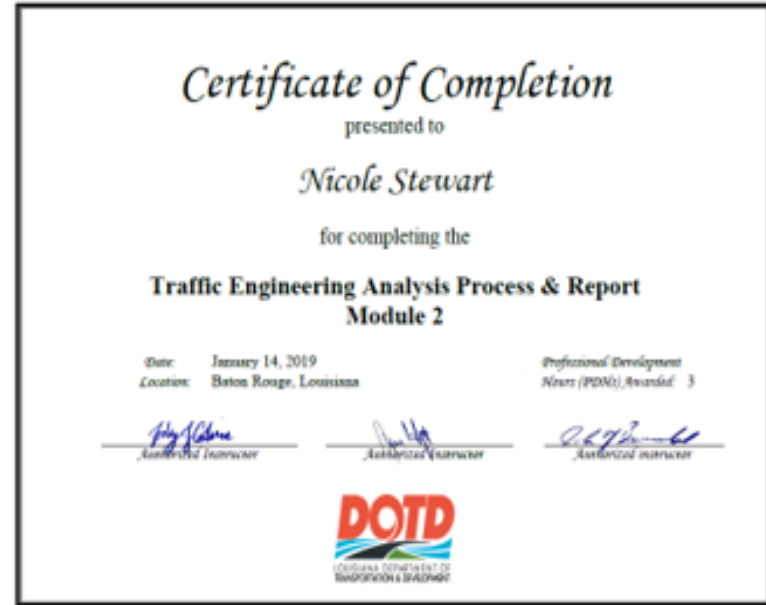 Certificate of Completion
presented to
Nicole Stewart
for completing the
Traffic Engineering Analysis Process & Report
Module 2
Date: January 14, 2019
Location: Baton Rouge, Louisiana
Professional Development
Hours (PDHs) Awarded: 3
Authorized Instructor
Authorized Instructor
Authorized Instructor
DOTD
LOUISIANA DEPARTMENT OF
TRANSPORTATION & DEVELOPMENT